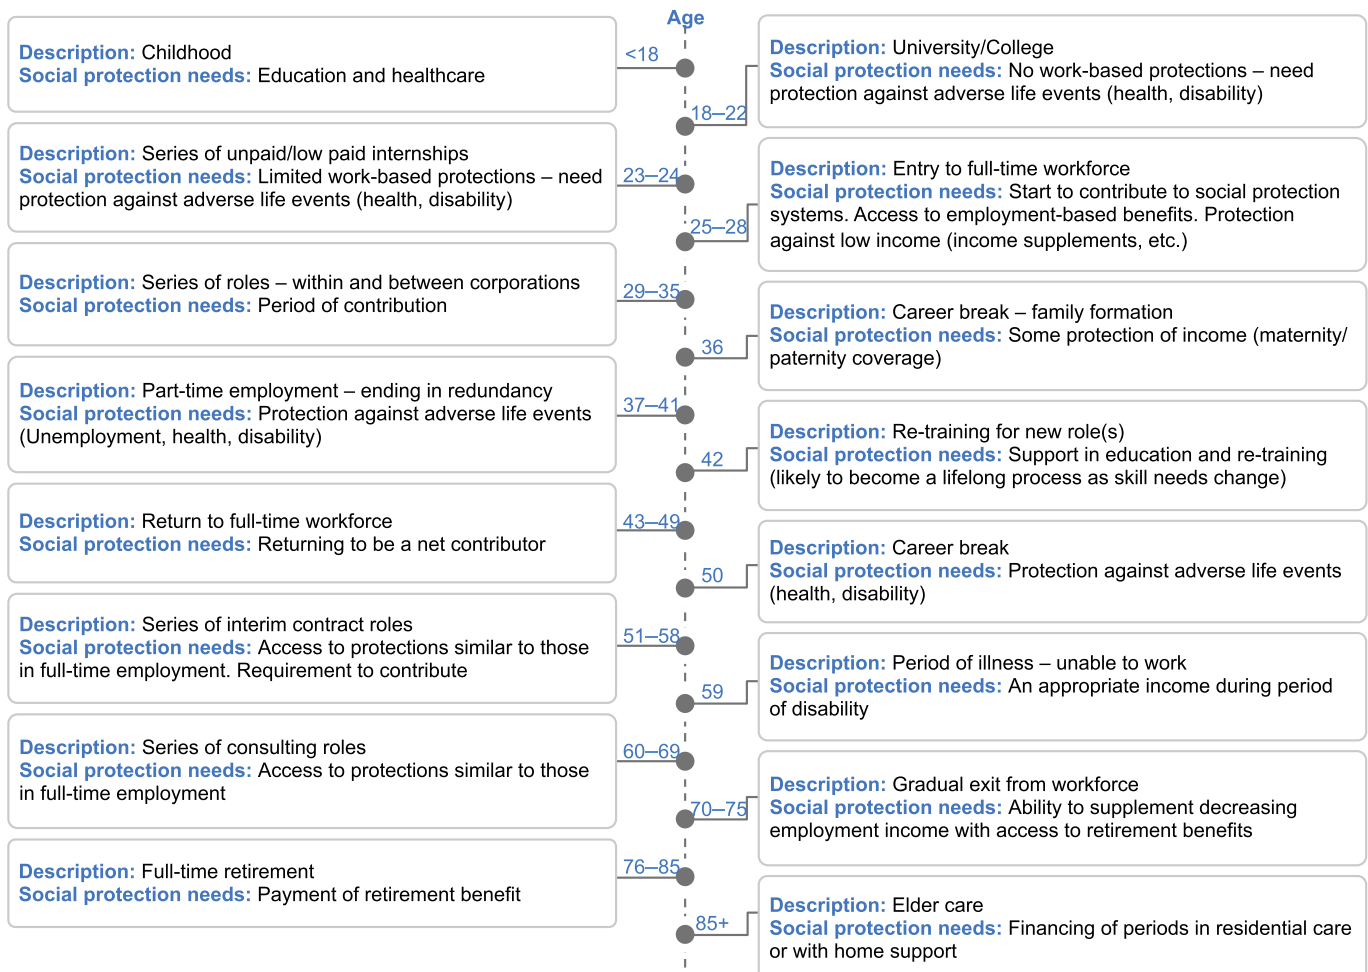 Age
<18
Description: Childhood
Social protection needs: Education and healthcare
18–22
Description: University/College
Social protection needs: No work-based protections – need
protection against adverse life events (health, disability)
23–24
Description: Series of unpaid/low paid internships
Social protection needs: Limited work-based protections – need
protection against adverse life events (health, disability)
25–28
Description: Entry to full-time workforce
Social protection needs: Start to contribute to social protection
systems. Access to employment-based benefits. Protection
against low income (income supplements, etc.)
29–35
Description: Series of roles – within and between corporations
Social protection needs: Period of contribution
36
Description: Career break – family formation
Social protection needs: Some protection of income (maternity/
paternity coverage)
37–41
Description: Part-time employment – ending in redundancy
Social protection needs: Protection against adverse life events
(Unemployment, health, disability)
42
Description: Re-training for new role(s)
Social protection needs: Support in education and re-training
(likely to become a lifelong process as skill needs change)
43–49
Description: Return to full-time workforce
Social protection needs: Returning to be a net contributor
50
Description: Career break
Social protection needs: Protection against adverse life events
(health, disability)
51–58
Description: Series of interim contract roles
Social protection needs: Access to protections similar to those
in full-time employment. Requirement to contribute
59
Description: Period of illness – unable to work
Social protection needs: An appropriate income during period
of disability
60–69
Description: Series of consulting roles
Social protection needs: Access to protections similar to those
in full-time employment
70–75
Description: Gradual exit from workforce
Social protection needs: Ability to supplement decreasing
employment income with access to retirement benefits
76–85
Description: Full-time retirement
Social protection needs: Payment of retirement benefit
85+
Description: Elder care
Social protection needs: Financing of periods in residential care
or with home support